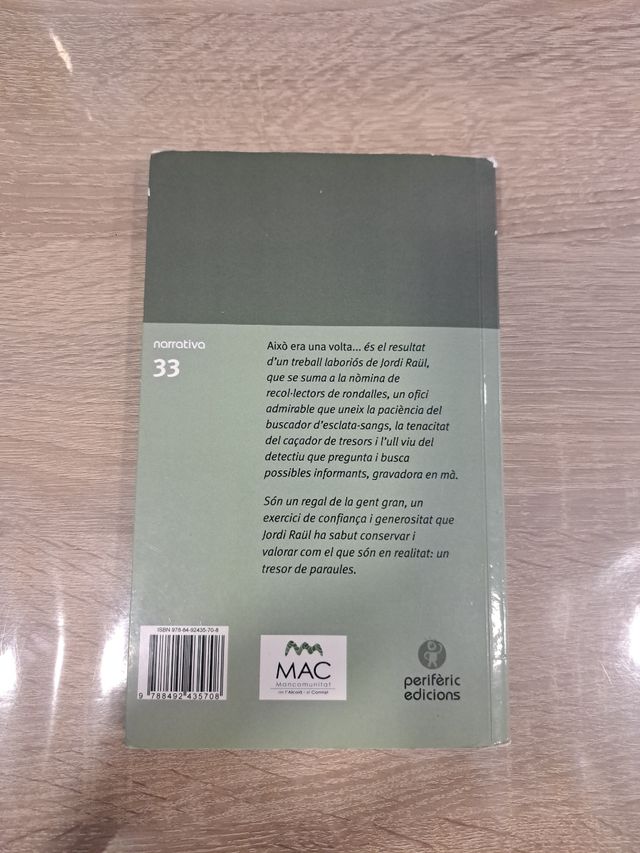 narrativa
33
Això era una volta... és el resultat
d'un treball laboriós de Jordi Raül,
que se suma a la nòmina de
recol·lectors de rondalles, un ofici
admirable que uneix la paciència del
buscador d'esclata-sangs, la tenacitat
del caçador de tresors i l'ull viu del
detectiu que pregunta i busca
possibles informants, gravadora en mà.
Són un regal de la gent gran, un
exercici de confiança i generositat que
Jordi Raül ha sabut conservar i
valorar com el que són en realitat: un
tresor de paraules.
ISBN 978-84-92435-70-8
9 788492 435708
MAC
Mancomunitat
de l'Alcoià i el Comtat
perifèric
edicions